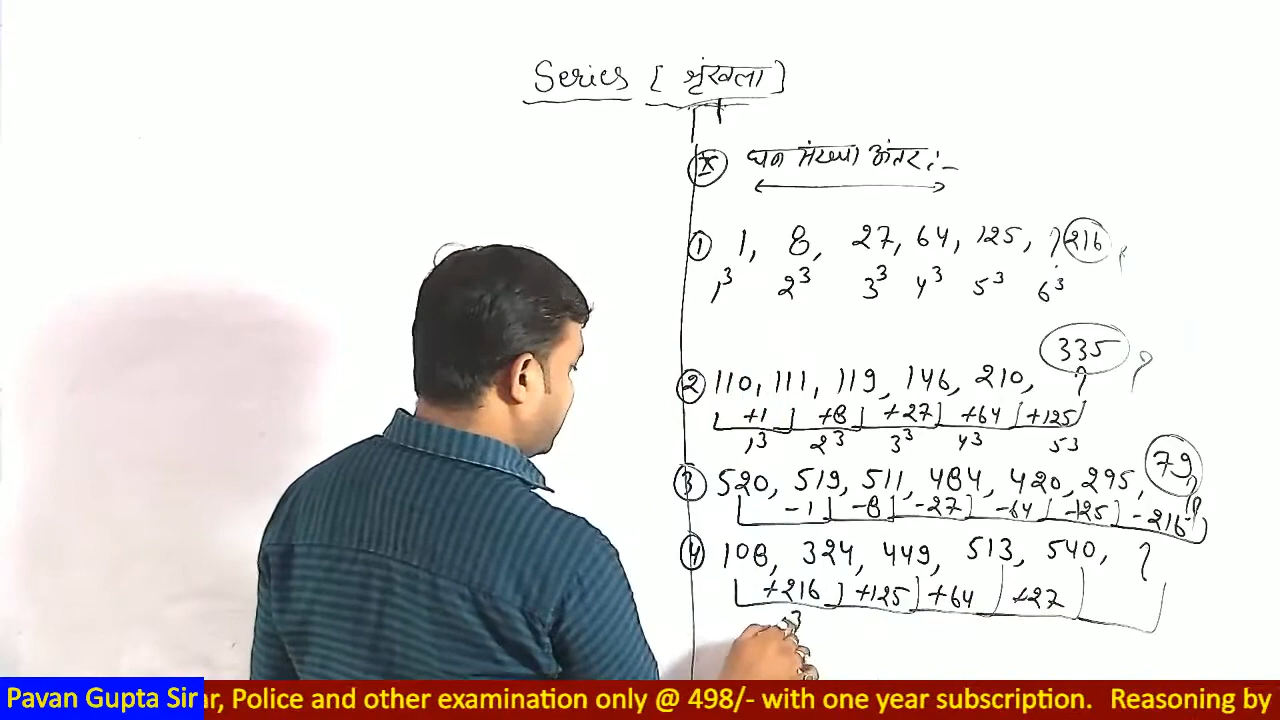 Series [ श्रृंखला ]
* घन संख्या अंतर :-
① 1, 8, 27, 64, 125, ? 216,
1³ 2³ 3³ 4³ 5³ 6³
335
② 110, 111, 119, 146, 210, ? ?
+1 +8 +27 +64 +125
1³ 2³ 3³ 4³ 5³
③ 520, 519, 511, 484, 420, 295, 79 ?
-1 -8 -27 -64 -125 -216
④ 108, 324, 449, 513, 540, ?
+216 +125 +64 +27
3
Pavan Gupta Sir ar, Police and other examination only @ 498/- with one year subscription. Reasoning by